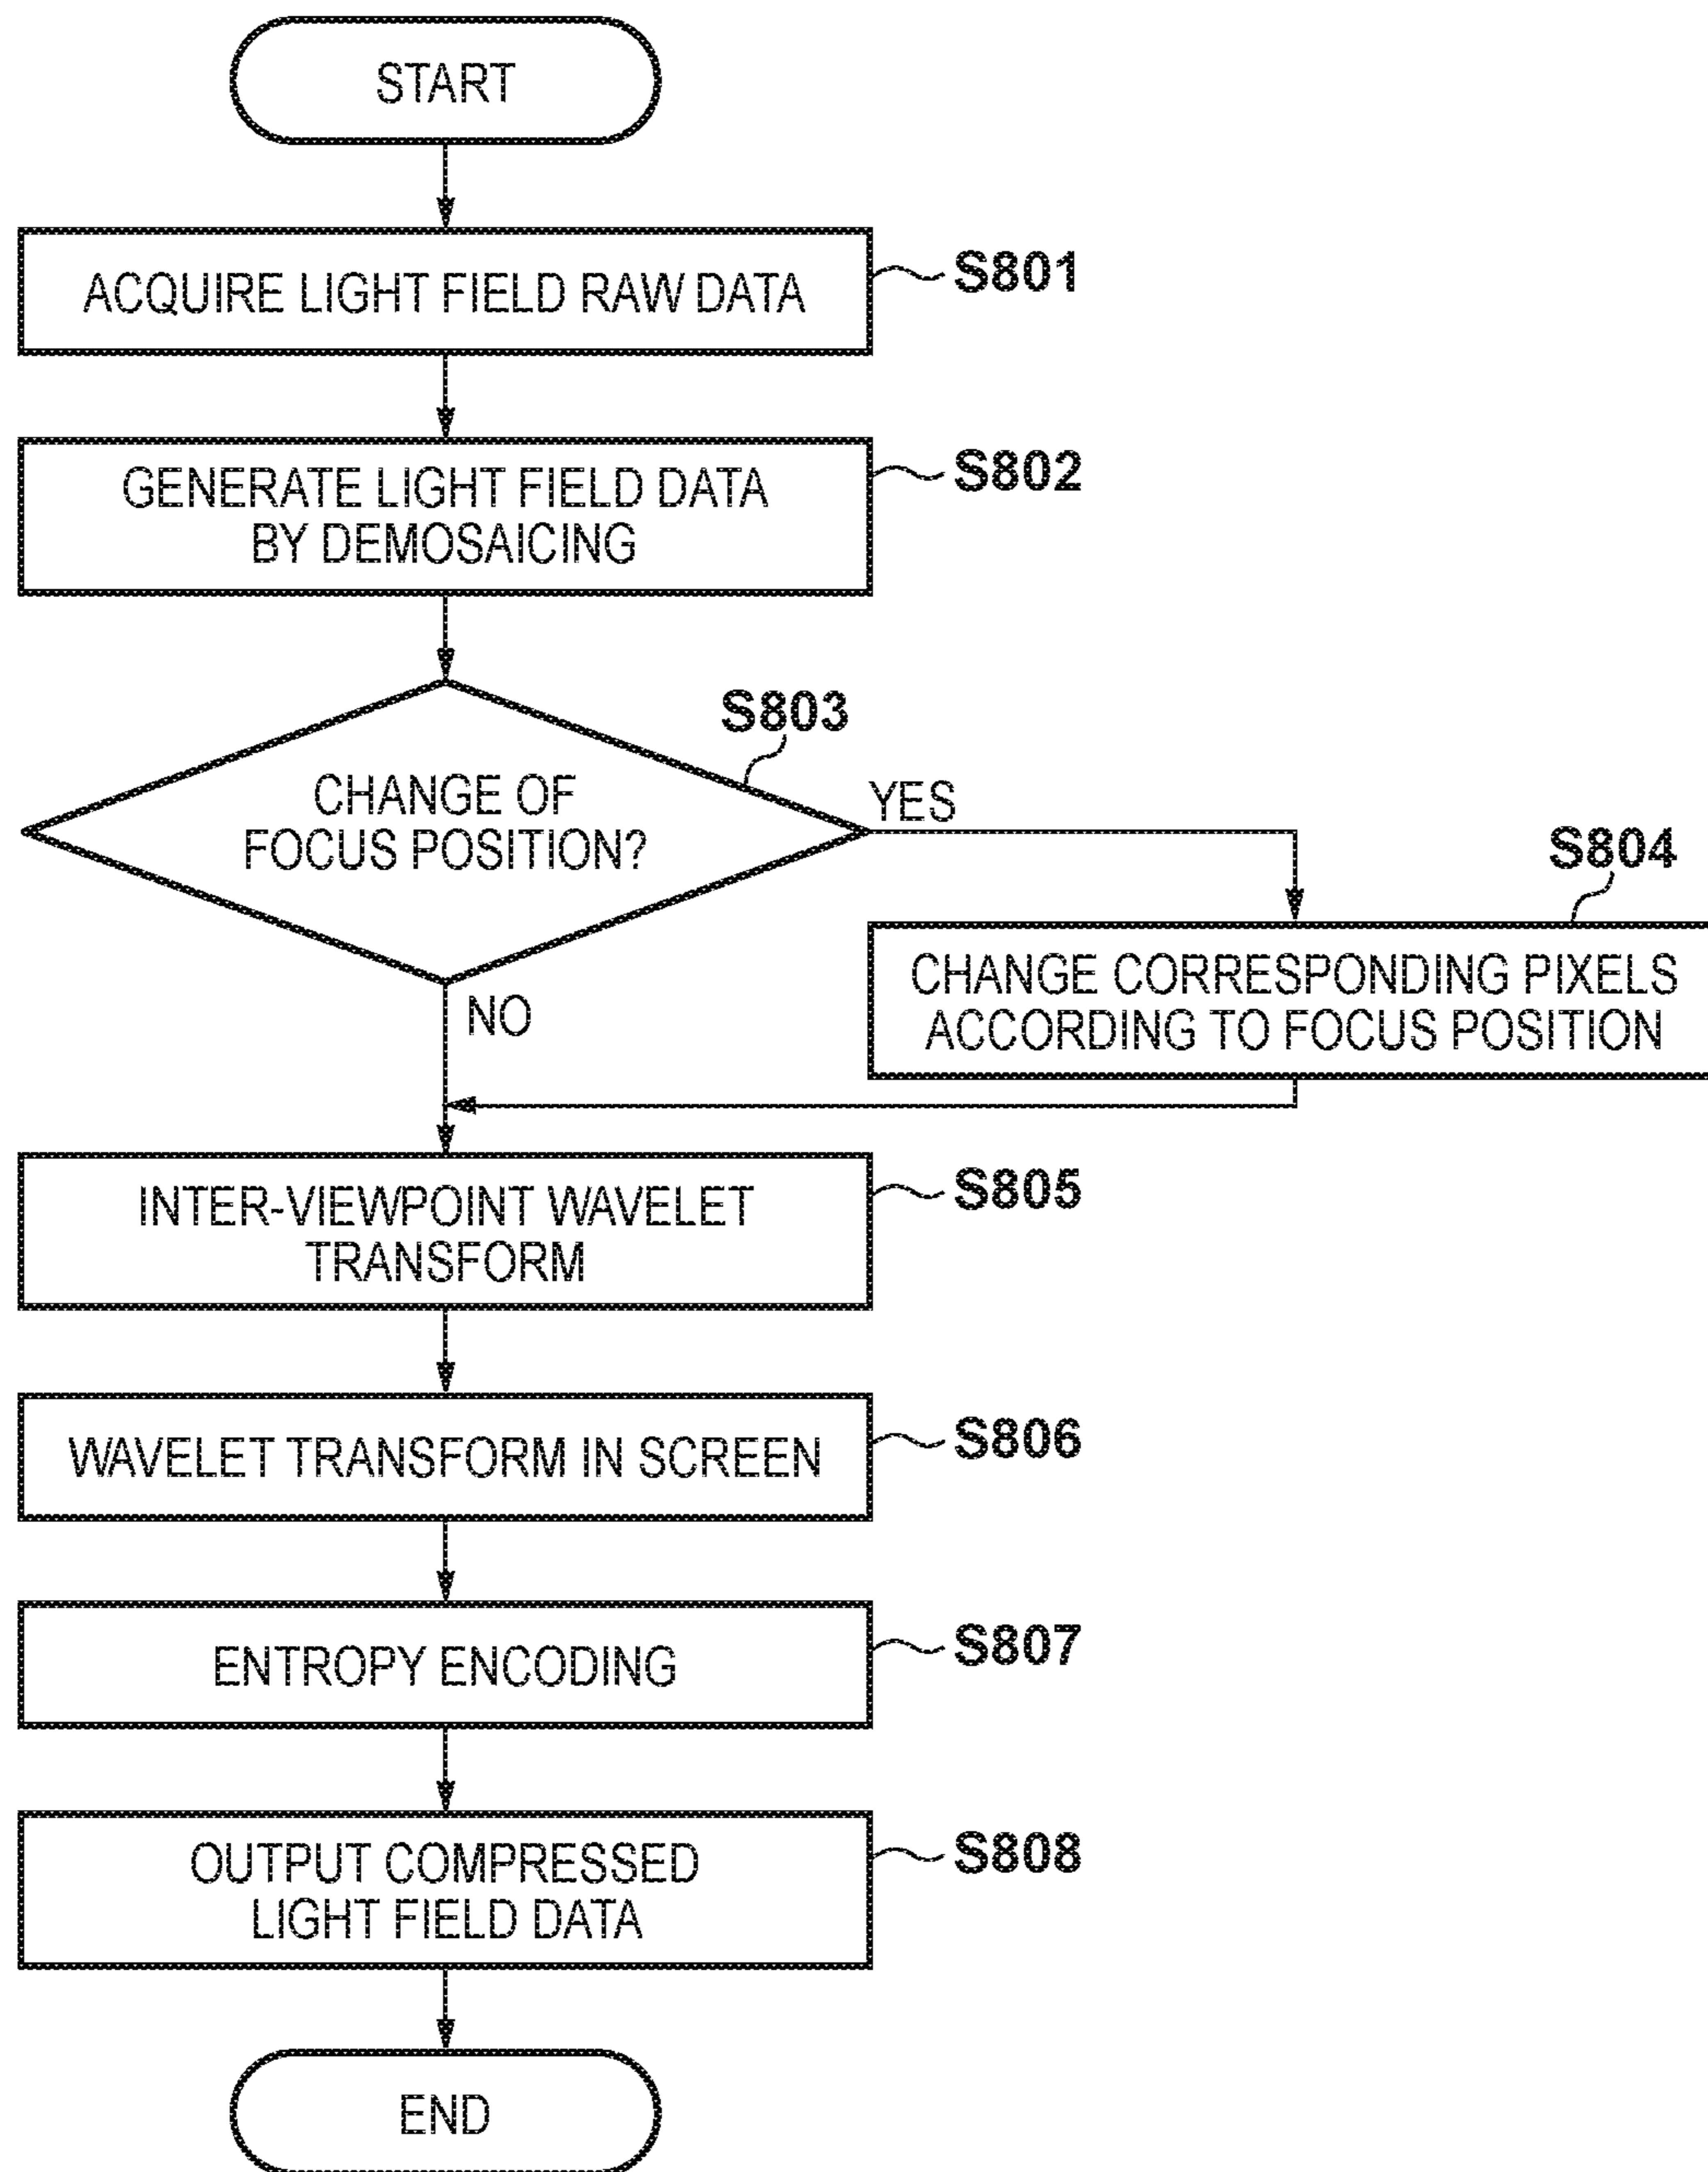 START
ACQUIRE LIGHT FIELD RAW DATA
S801
GENERATE LIGHT FIELD DATA
BY DEMOSAICING
S802
S803
CHANGE OF
FOCUS POSITION?
YES
NO
S804
CHANGE CORRESPONDING PIXELS
ACCORDING TO FOCUS POSITION
INTER-VIEWPOINT WAVELET
TRANSFORM
S805
WAVELET TRANSFORM IN SCREEN
S806
ENTROPY ENCODING
S807
OUTPUT COMPRESSED
LIGHT FIELD DATA
S808
END